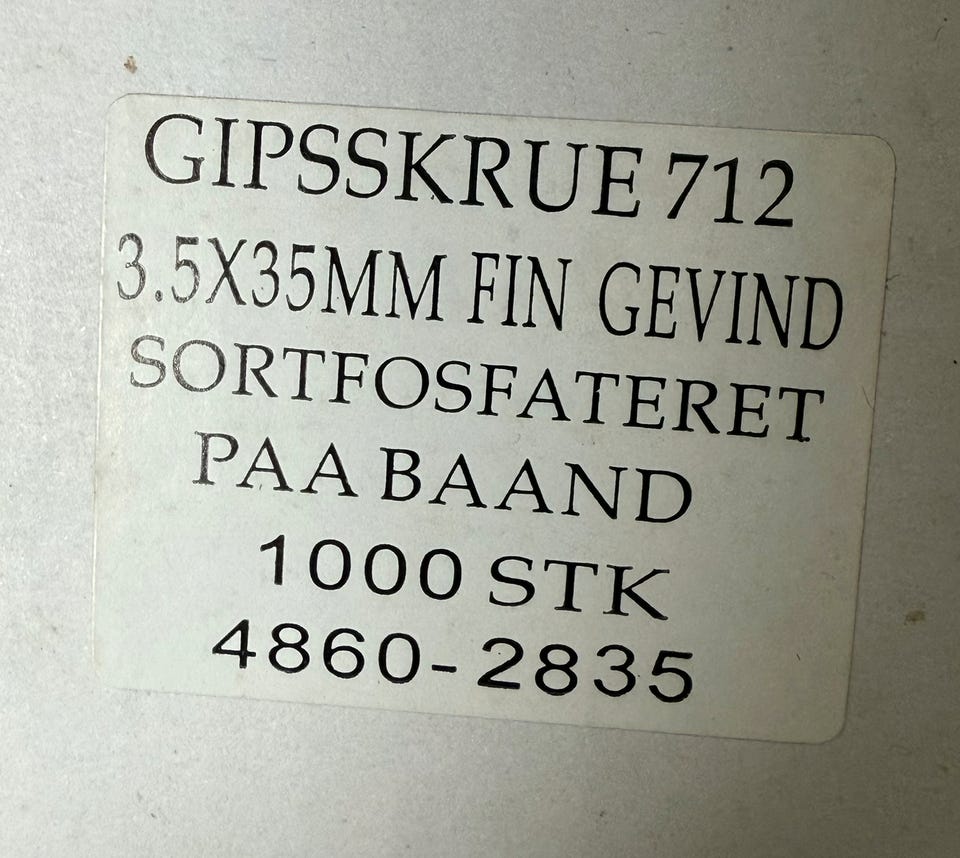 GIPSSKRUE 712
3.5X35MM FIN GEVIND
SORTFOSFATERET
PAA BAAND
1000 STK
4860-2835